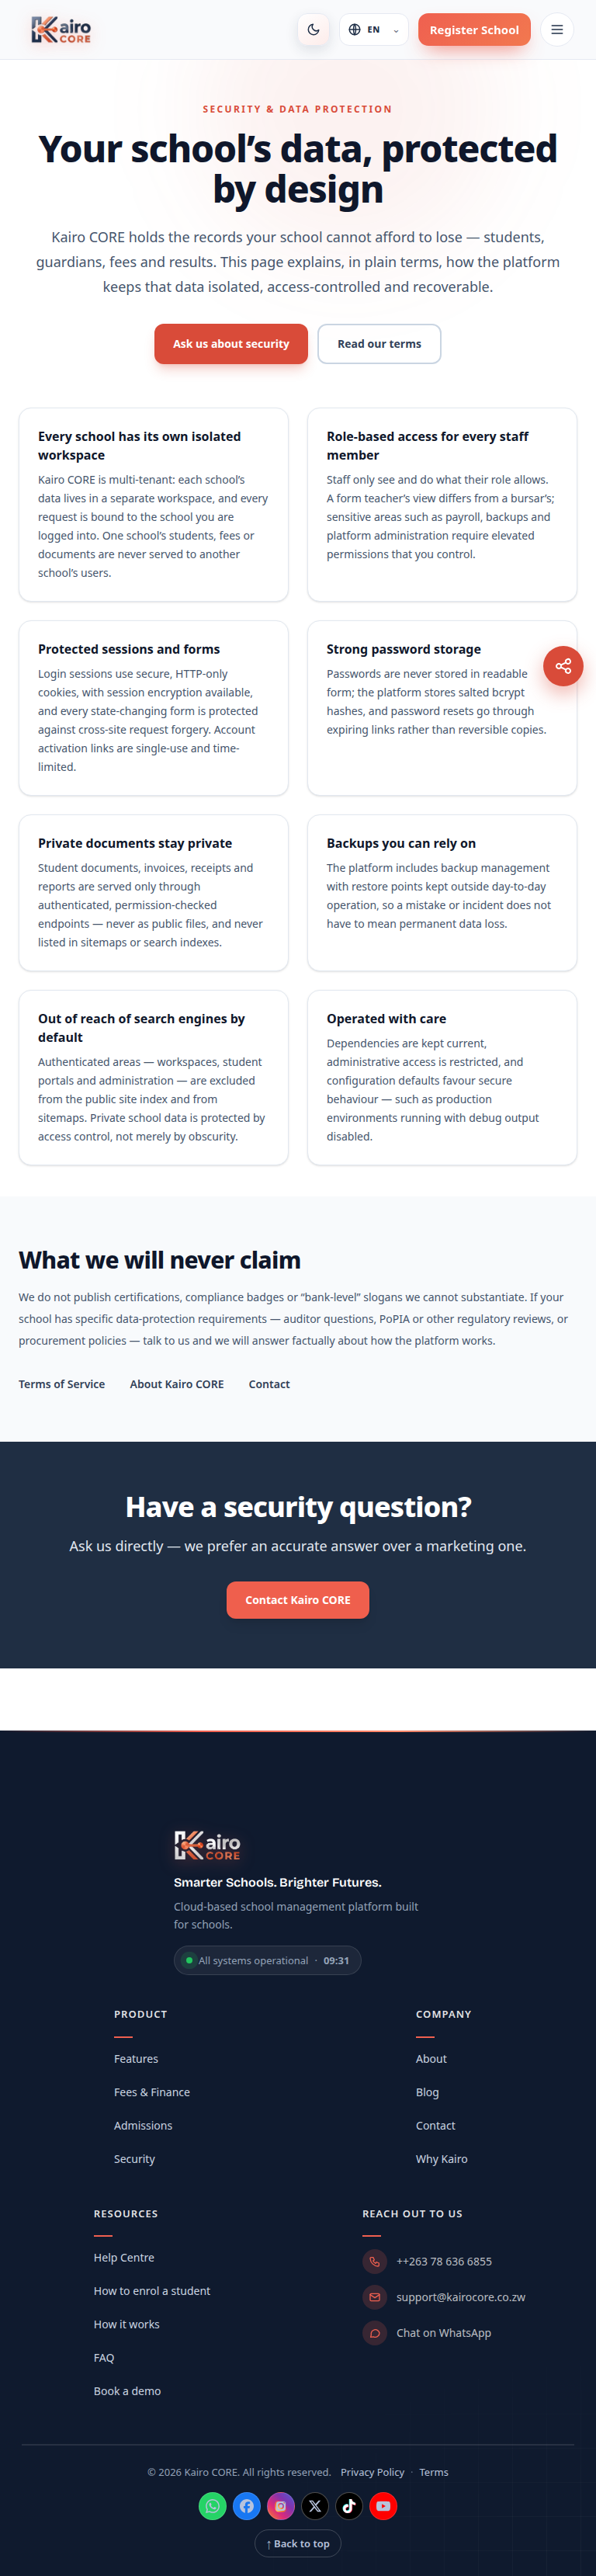 Kairo CORE
EN
Register School
SECURITY & DATA PROTECTION
Your school’s data, protected
by design
Kairo CORE holds the records your school cannot afford to lose — students,
guardians, fees and results. This page explains, in plain terms, how the platform
keeps that data isolated, access-controlled and recoverable.
Ask us about security
Read our terms
Every school has its own isolated
workspace
Kairo CORE is multi-tenant: each school’s
data lives in a separate workspace, and every
request is bound to the school you are
logged into. One school’s students, fees or
documents are never served to another
school’s users.
Role-based access for every staff
member
Staff only see and do what their role allows.
A form teacher’s view differs from a bursar’s;
sensitive areas such as payroll, backups and
platform administration require elevated
permissions that you control.
Protected sessions and forms
Login sessions use secure, HTTP-only
cookies, with session encryption available,
and every state-changing form is protected
against cross-site request forgery. Account
activation links are single-use and time-
limited.
Strong password storage
Passwords are never stored in readable
form; the platform stores salted bcrypt
hashes, and password resets go through
expiring links rather than reversible copies.
Private documents stay private
Student documents, invoices, receipts and
reports are served only through
authenticated, permission-checked
endpoints — never as public files, and never
listed in sitemaps or search indexes.
Backups you can rely on
The platform includes backup management
with restore points kept outside day-to-day
operation, so a mistake or incident does not
have to mean permanent data loss.
Out of reach of search engines by
default
Authenticated areas — workspaces, student
portals and administration — are excluded
from the public site index and from
sitemaps. Private school data is protected by
access control, not merely by obscurity.
Operated with care
Dependencies are kept current,
administrative access is restricted, and
configuration defaults favour secure
behaviour — such as production
environments running with debug output
disabled.
What we will never claim
We do not publish certifications, compliance badges or “bank-level” slogans we cannot substantiate. If your
school has specific data-protection requirements — auditor questions, PoPIA or other regulatory reviews, or
procurement policies — talk to us and we will answer factually about how the platform works.
Terms of Service About Kairo CORE Contact
Have a security question?
Ask us directly — we prefer an accurate answer over a marketing one.
Contact Kairo CORE
Kairo CORE
Smarter Schools. Brighter Futures.
Cloud-based school management platform built
for schools.
All systems operational · 09:31
PRODUCT
Features
Fees & Finance
Admissions
Security
COMPANY
About
Blog
Contact
Why Kairo
RESOURCES
Help Centre
How to enrol a student
How it works
FAQ
Book a demo
REACH OUT TO US
++263 78 636 6855
support@kairocore.co.zw
Chat on WhatsApp
© 2026 Kairo CORE. All rights reserved. Privacy Policy · Terms
↑ Back to top